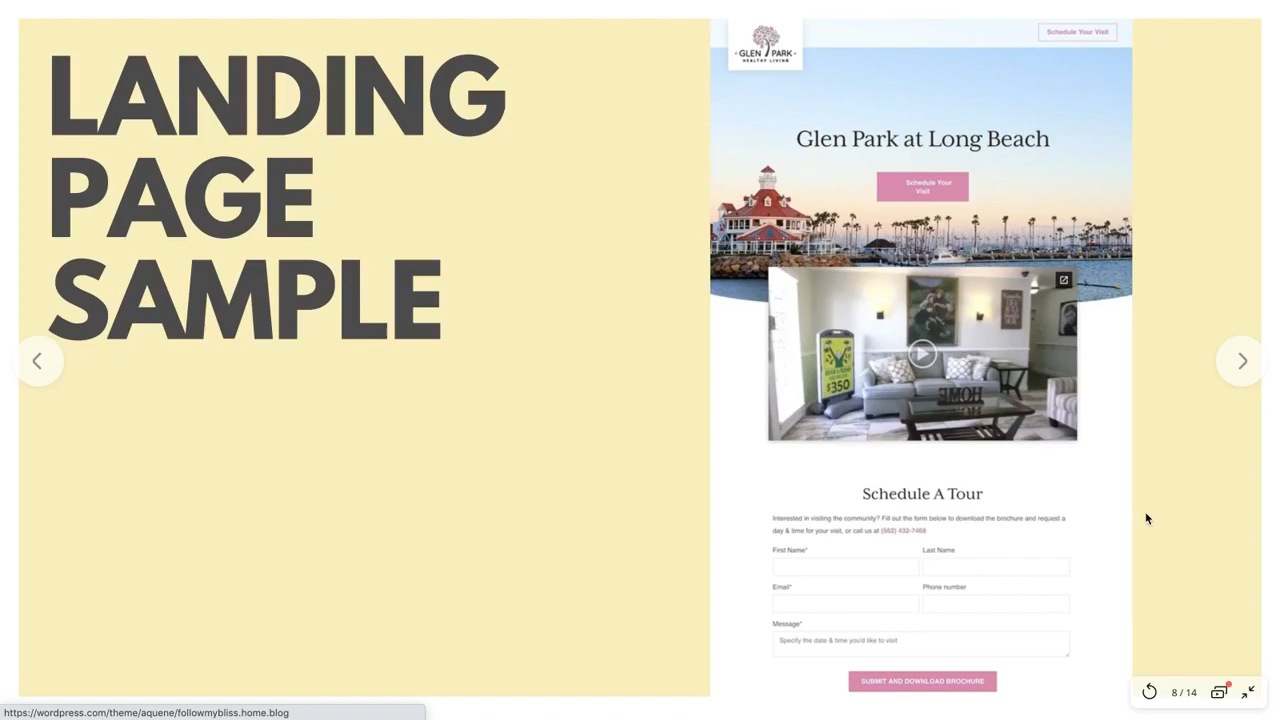 LANDING
PAGE
SAMPLE
GLEN PARK
HEALTHY LIVING
Schedule Your Visit
Glen Park at Long Beach
Schedule Your
Visit
$350
HOME
Schedule A Tour
Interested in visiting the community? Fill out the form below to download the brochure and request a
day & time for your visit, or call us at (562) 432-7468
First Name*
Last Name
Email*
Phone number
Message*
Specify the date & time you'd like to visit
SUBMIT AND DOWNLOAD BROCHURE
8 / 14
https://wordpress.com/theme/aquene/followmybliss.home.blog